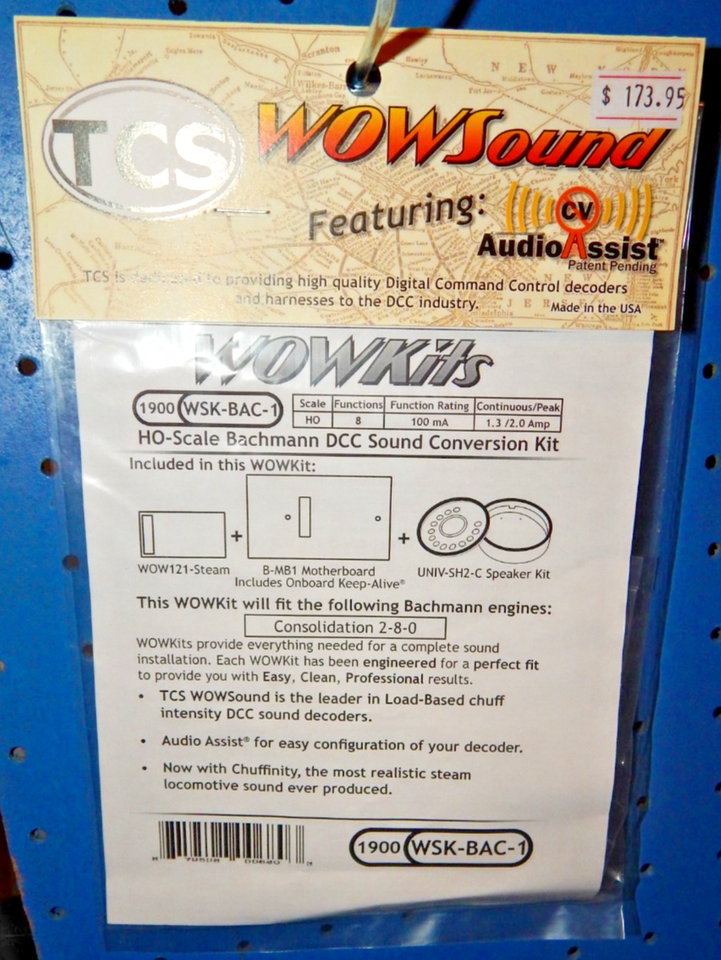 $ 173.95
TCS
WOWSound
Featuring:
CV
AudioAssist™
Patent Pending
TCS is dedicated to providing high quality Digital Command Control decoders
and harnesses to the DCC industry.
Made in the USA
WOWKits
1900 WSK-BAC-1
Scale Functions Function Rating Continuous/Peak
HO 8 100 mA 1.3 /2.0 Amp
HO-Scale Bachmann DCC Sound Conversion Kit
Included in this WOWKit:
+
+
WOW121-Steam
B-MB1 Motherboard
Includes Onboard Keep-Alive®
UNIV-SH2-C Speaker Kit
This WOWKit will fit the following Bachmann engines:
Consolidation 2-8-0
WOWKits provide everything needed for a complete sound
installation. Each WOWKit has been engineered for a perfect fit
to provide you with Easy, Clean, Professional results.
• TCS WOWSound is the leader in Load-Based chuff
intensity DCC sound decoders.
• Audio Assist® for easy configuration of your decoder.
• Now with Chuffinity, the most realistic steam
locomotive sound ever produced.
1900 WSK-BAC-1